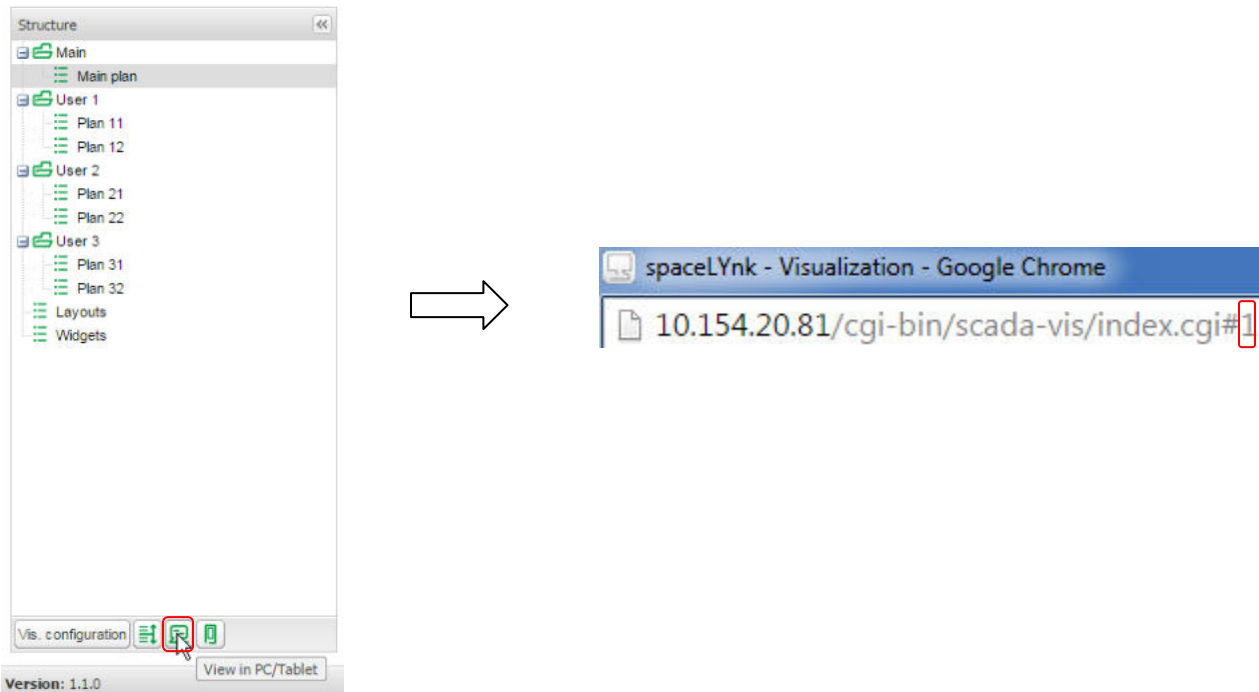 Structure
Main
Main plan
User 1
Plan 11
Plan 12
User 2
Plan 21
Plan 22
User 3
Plan 31
Plan 32
Layouts
Widgets
Vis. configuration
View in PC/Tablet
Version: 1.1.0
spaceLYnk - Visualization - Google Chrome
10.154.20.81/cgi-bin/scada-vis/index.cgi#1